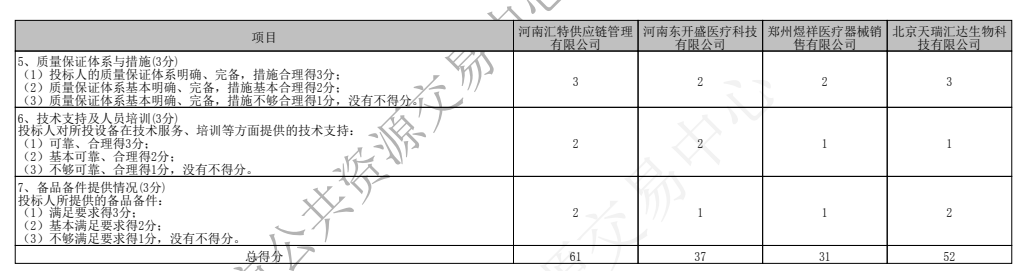 项目
河南汇特供应链管理
有限公司
河南东开盛医疗科技
有限公司
郑州煜祥医疗器械销
售有限公司
北京天瑞汇达生物科
技有限公司
5、质量保证体系与措施(3分)
(1) 投标人的质量保证体系明确、完备，措施合理得3分；
(2) 质量保证体系基本明确、完备，措施基本合理得2分；
(3) 质量保证体系基本明确、完备，措施不够合理得1分，没有不得分。
3
2
2
3
6、技术支持及人员培训(3分)
投标人对所投设备在技术服务、培训等方面提供的技术支持：
(1) 可靠、合理得3分；
(2) 基本可靠、合理得2分；
(3) 不够可靠、合理得1分，没有不得分。
2
2
1
1
7、备品备件提供情况(3分)
投标人所提供的备品备件：
(1) 满足要求得3分；
(2) 基本满足要求得2分；
(3) 不够满足要求得1分，没有不得分。
2
1
1
2
总得分
61
37
31
52
公共资源交易中心
源交易中心